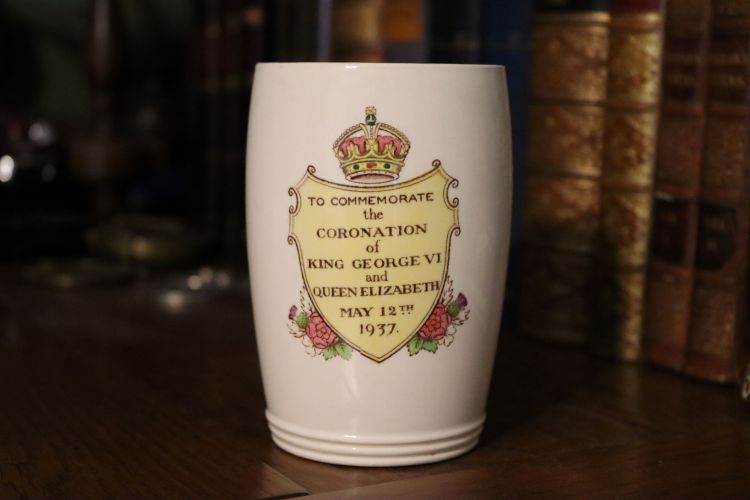 TO COMMEMORATE
the
CORONATION
of
KING GEORGE VI
and
QUEEN ELIZABETH
MAY 12TH
1937.